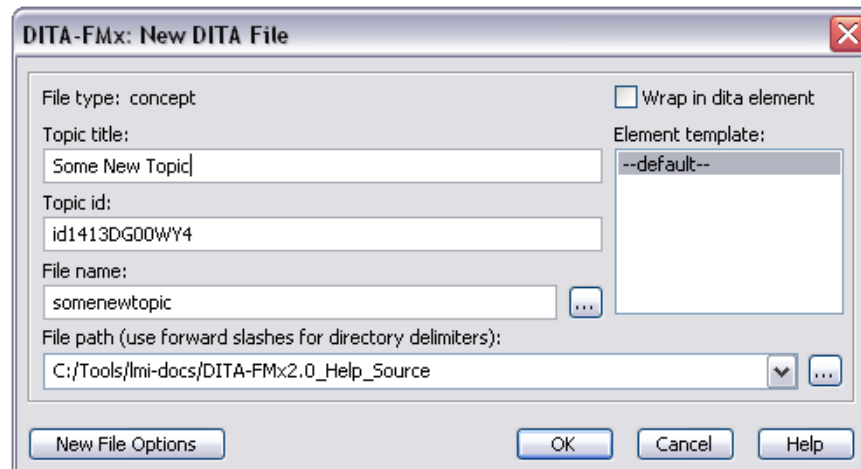 DITA-FMx: New DITA File
File type: concept
Wrap in dita element
Topic title:
Element template:
Some New Topic
--default--
Topic id:
id1413DG00WY4
File name:
somenewtopic
...
File path (use forward slashes for directory delimiters):
C:/Tools/lmi-docs/DITA-FMx2.0_Help_Source
...
New File Options
OK
Cancel
Help